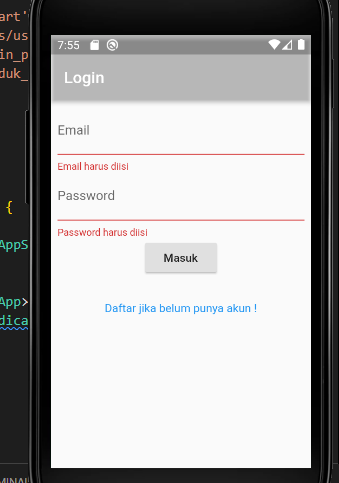 art'
s/us
in_p
duk_
{
AppS
App>
dica
MINAL
7:55
Login
Email
Email harus diisi
Password
Password harus diisi
Masuk
Daftar jika belum punya akun !